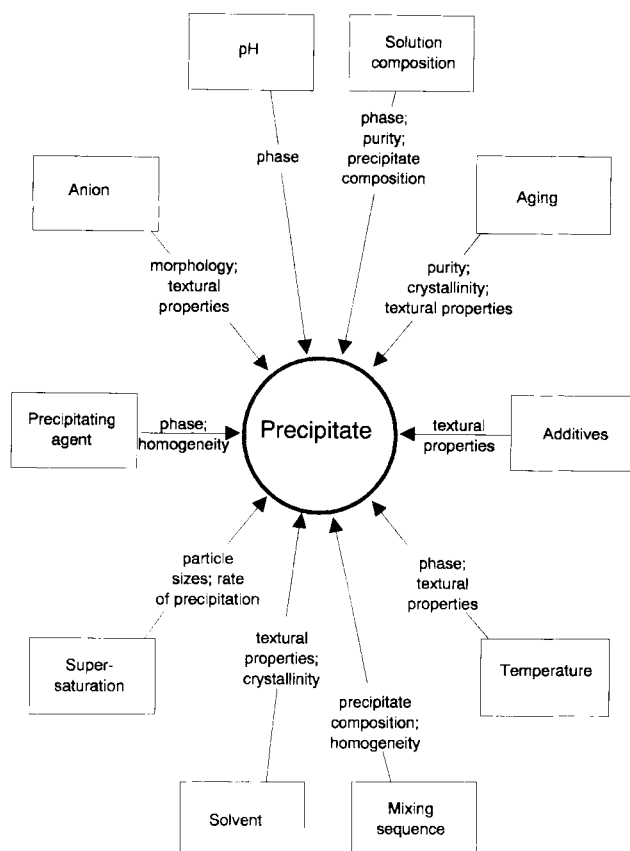 pH
Solution
composition
phase
phase;
purity;
precipitate
composition
Anion
Aging
morphology;
textural
properties
purity;
crystallinity;
textural properties
Precipitating
agent
phase;
homogeneity
Precipitate
textural
properties
Additives
particle
sizes; rate
of precipitation
phase;
textural
properties
Super-
saturation
textural
properties;
crystallinity
Temperature
precipitate
composition;
homogeneity
Solvent
Mixing
sequence